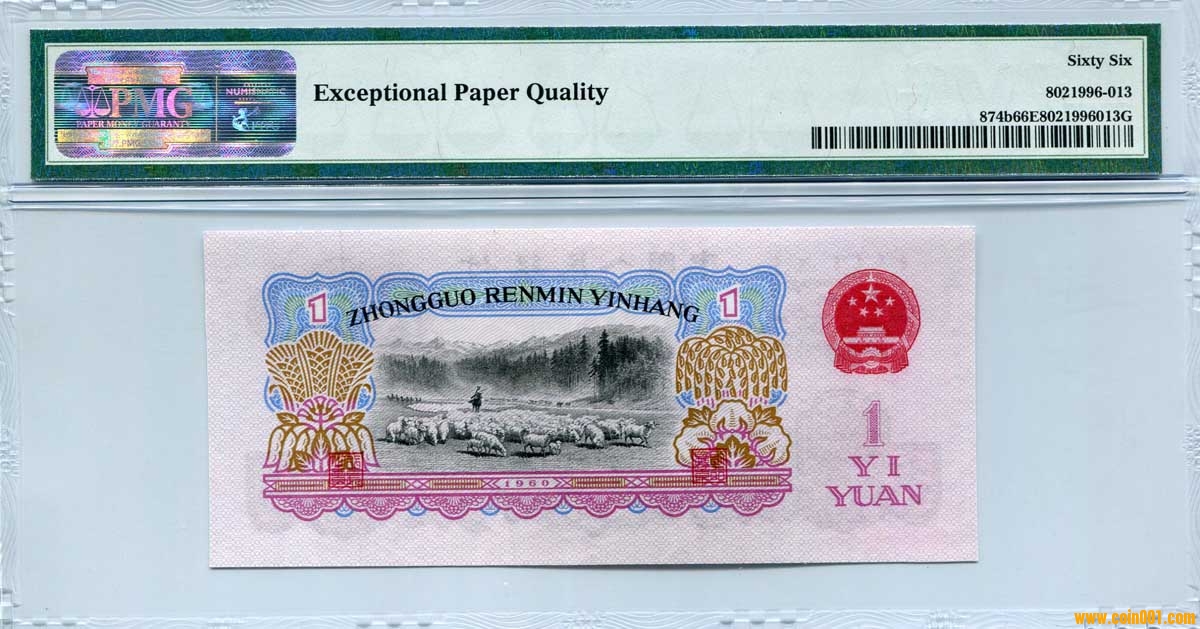 PMG
PAPER MONEY GUARANTY
NUMISMATIC
Exceptional Paper Quality
Sixty Six
8021996-013
874b66E8021996013G
ZHONGGUO RENMIN YINHANG
1
1
1960
1
YI
YUAN
www.coin001.com